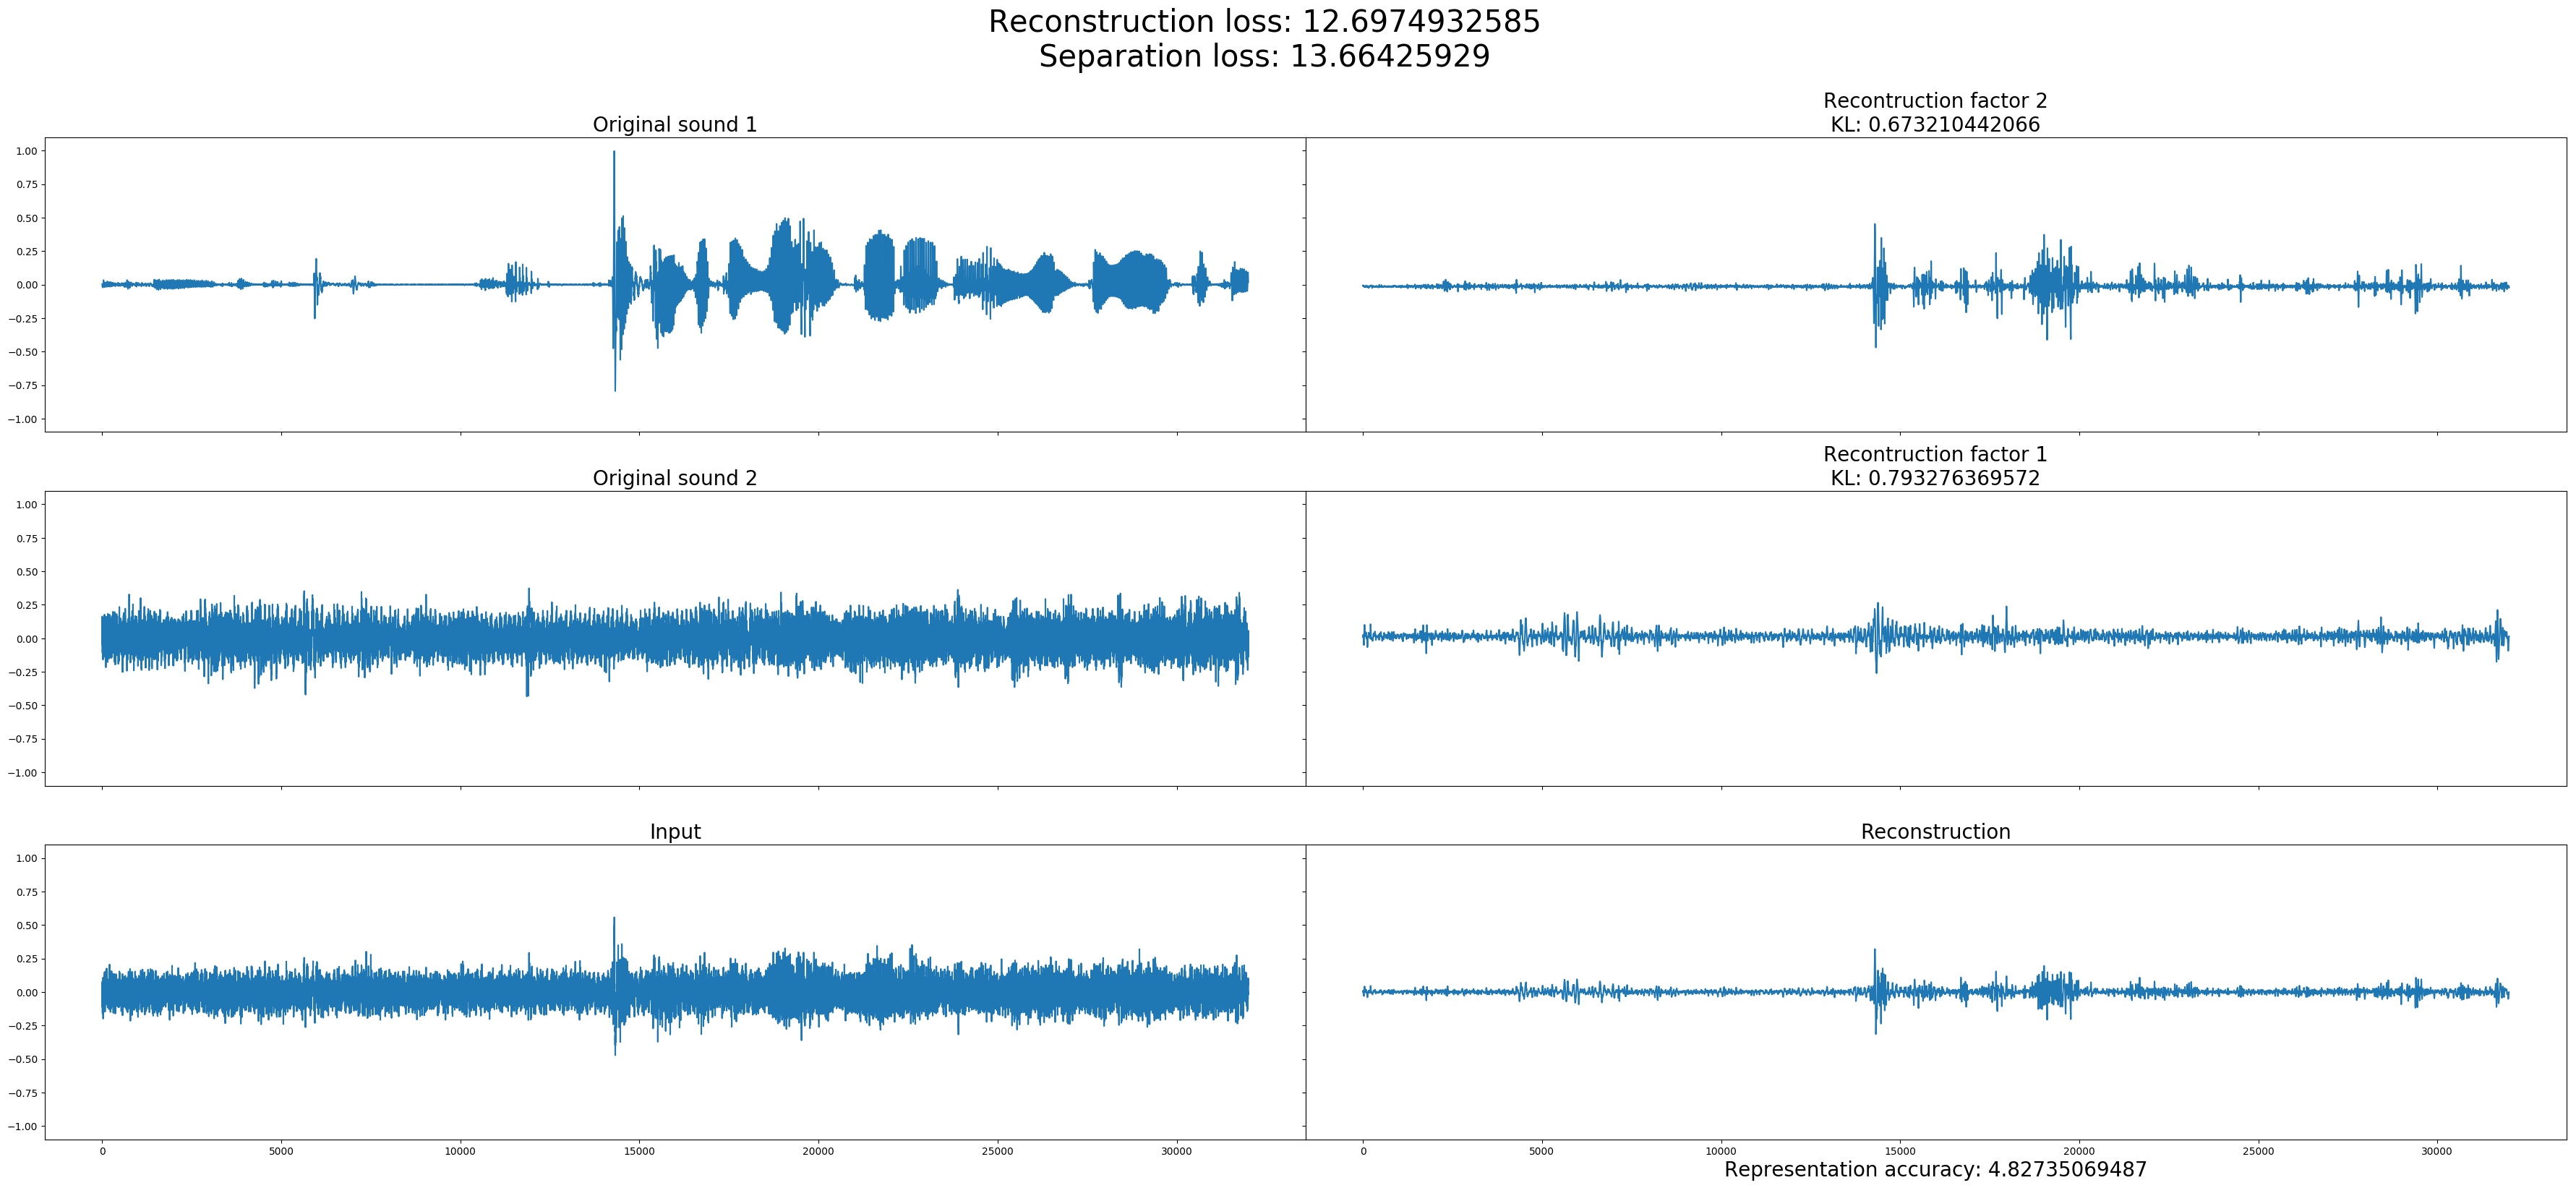 Reconstruction loss: 12.6974932585
Separation loss: 13.66425929
Original sound 1
1.00
0.75
0.50
0.25
0.00
−0.25
−0.50
−0.75
−1.00
Recontruction factor 2
KL: 0.673210442066
Original sound 2
1.00
0.75
0.50
0.25
0.00
−0.25
−0.50
−0.75
−1.00
Recontruction factor 1
KL: 0.793276369572
Input
1.00
0.75
0.50
0.25
0.00
−0.25
−0.50
−0.75
−1.00
0 5000 10000 15000 20000 25000 30000
Reconstruction
0 5000 10000 15000 20000 25000 30000
Representation accuracy: 4.82735069487